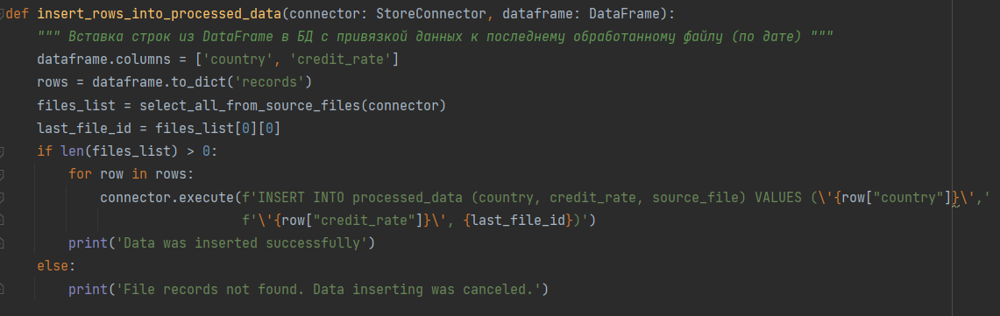 def insert_rows_into_processed_data(connector: StoreConnector, dataframe: DataFrame):
    """ Вставка строк из DataFrame в БД с привязкой данных к последнему обработанному файлу (по дате) """
    dataframe.columns = ['country', 'credit_rate']
    rows = dataframe.to_dict('records')
    files_list = select_all_from_source_files(connector)
    last_file_id = files_list[0][0]
    if len(files_list) > 0:
        for row in rows:
            connector.execute(f'INSERT INTO processed_data (country, credit_rate, source_file) VALUES (\'{row["country"]}\','
                              f'\'{row["credit_rate"]}\', {last_file_id})')
        print('Data was inserted successfully')
    else:
        print('File records not found. Data inserting was canceled.')